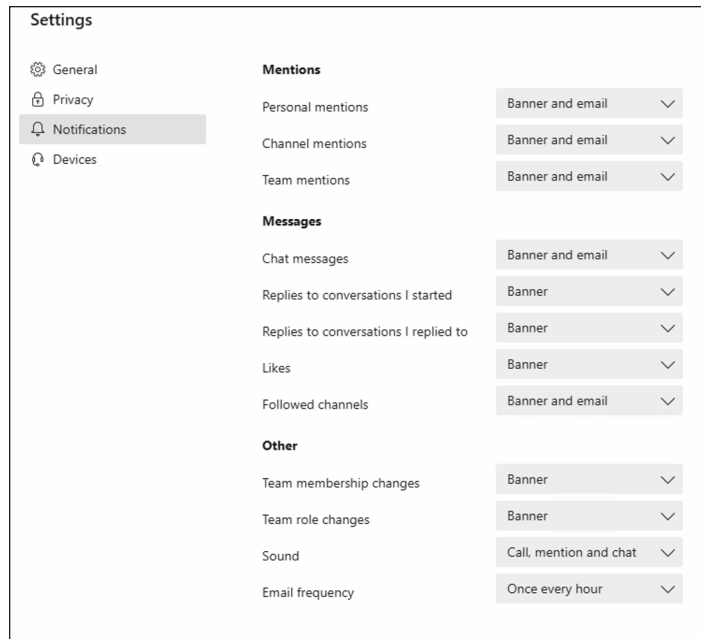 Settings
General
Privacy
Notifications
Devices
Mentions
Personal mentions Banner and email
Channel mentions Banner and email
Team mentions Banner and email
Messages
Chat messages Banner and email
Replies to conversations I started Banner
Replies to conversations I replied to Banner
Likes Banner
Followed channels Banner and email
Other
Team membership changes Banner
Team role changes Banner
Sound Call, mention and chat
Email frequency Once every hour